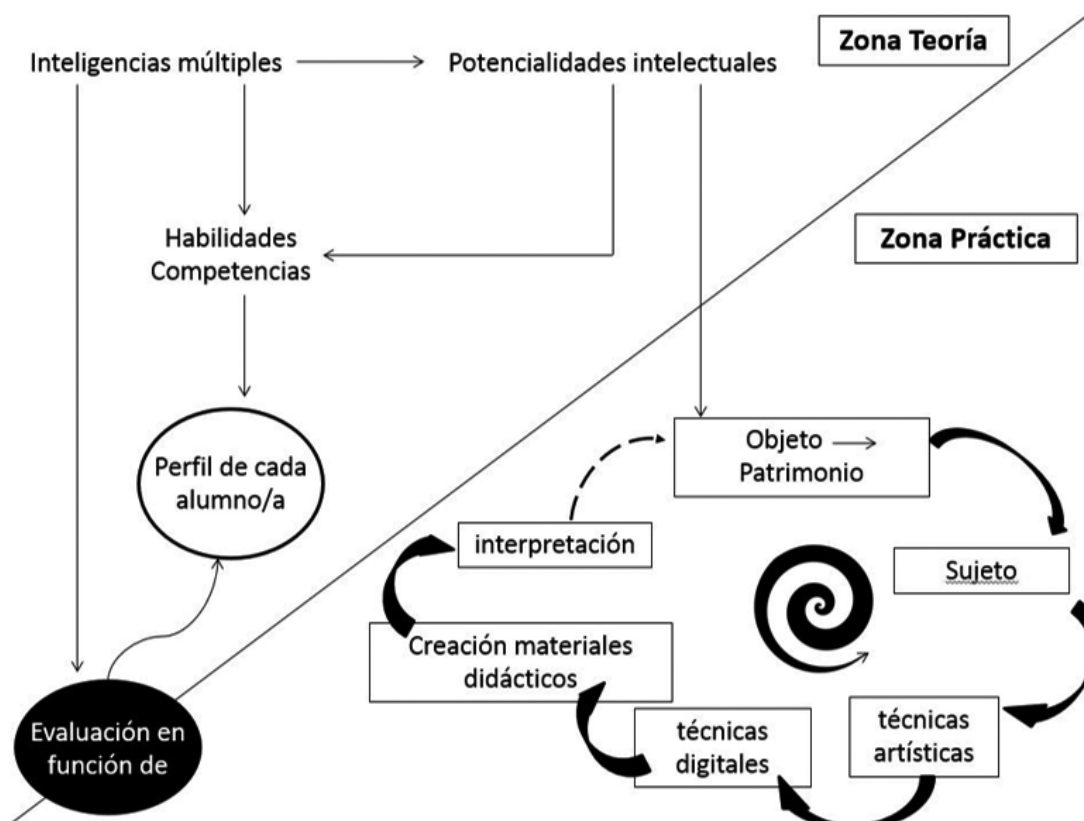 Zona Teoría
Inteligencias múltiples
Potencialidades intelectuales
Habilidades
Competencias
Zona Práctica
Perfil de cada
alumno/a
Objeto
Patrimonio
interpretación
Sujeto
Creación materiales
didácticos
técnicas
artísticas
técnicas
digitales
Evaluación en
función de